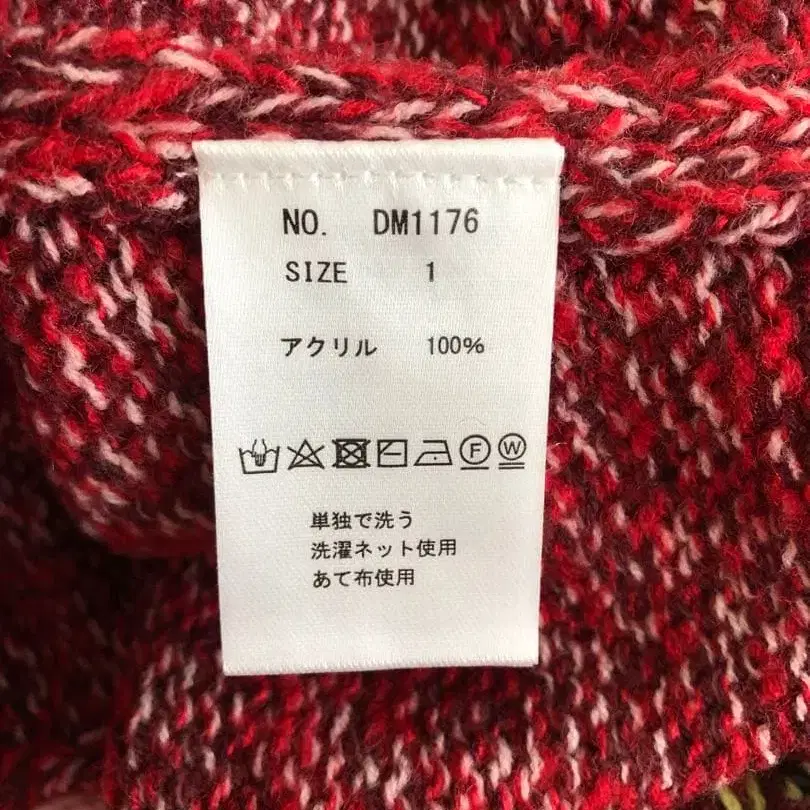 NO. DM1176
SIZE 1
アクリル 100%
F W
単独で洗う
洗濯ネット使用
あて布使用